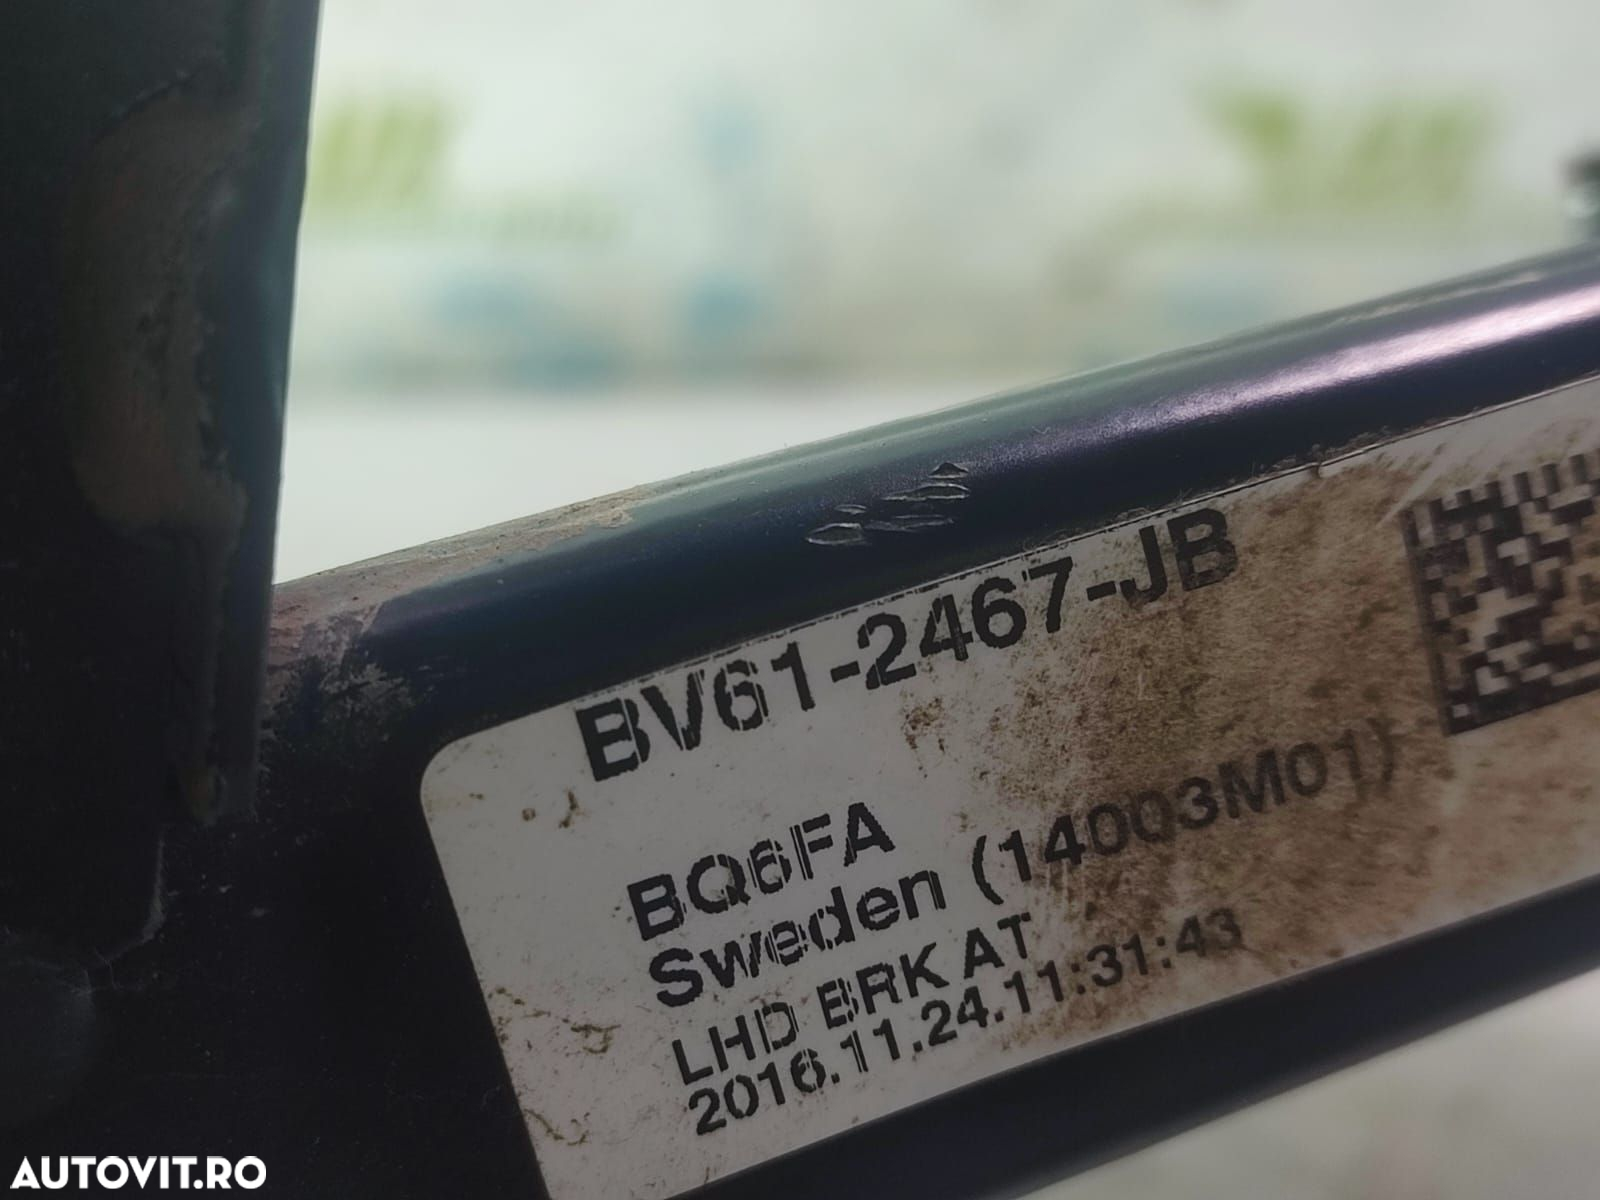 BV61-2467-JB
BQ6FA
Sweden (14003M01)
LHD BRK AT
2016.11.24.11:31:43
AUTOVIT.RO